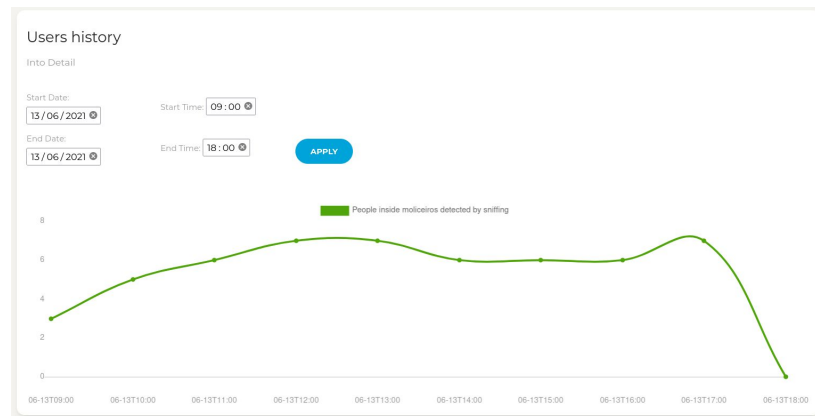 Users history
Into Detail
Start Date:
13/06/2021
Start Time: 09:00
End Date:
13/06/2021
End Time: 18:00
APPLY
People inside moliceiros detected by sniffing
8
6
4
2
0
06-13T09:00 06-13T10:00 06-13T11:00 06-13T12:00 06-13T13:00 06-13T14:00 06-13T15:00 06-13T16:00 06-13T17:00 06-13T18:00